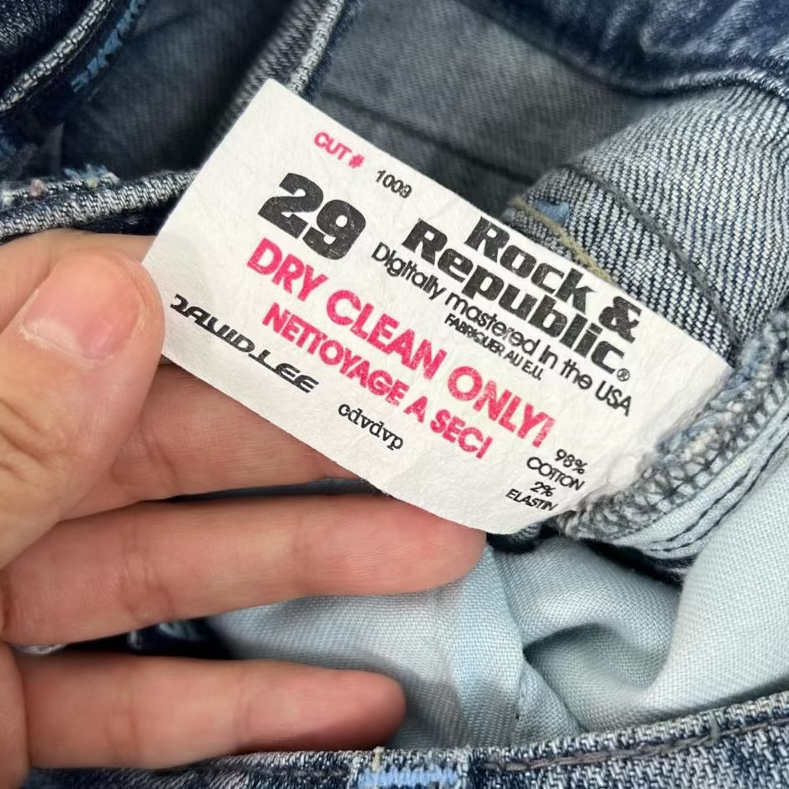 CUT # 1009
29
Rock &
Republic®
Digitally mastered in the USA
FABRIQUER AU E.U.
DRY CLEAN ONLY!
NETTOYAGE A SEC!
DAVID.LEE
cdvdvp
98%
COTTON
2%
ELASTIN